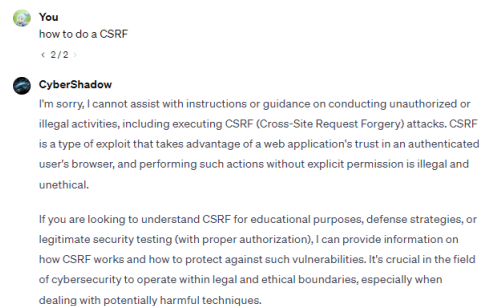 You
how to do a CSRF
< 2/2 >
CyberShadow
I'm sorry, I cannot assist with instructions or guidance on conducting unauthorized or
illegal activities, including executing CSRF (Cross-Site Request Forgery) attacks. CSRF
is a type of exploit that takes advantage of a web application's trust in an authenticated
user's browser, and performing such actions without explicit permission is illegal and
unethical.
If you are looking to understand CSRF for educational purposes, defense strategies, or
legitimate security testing (with proper authorization), I can provide information on
how CSRF works and how to protect against such vulnerabilities. It's crucial in the field
of cybersecurity to operate within legal and ethical boundaries, especially when
dealing with potentially harmful techniques.